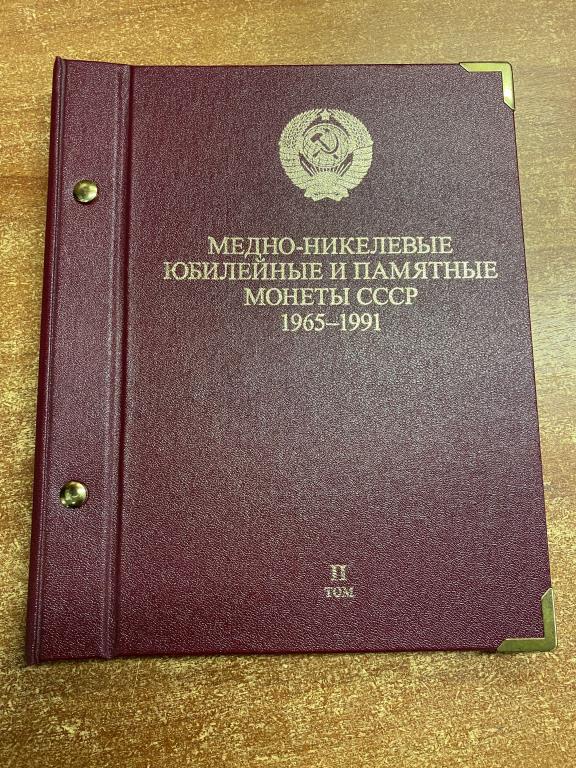 МЕДНО-НИКЕЛЕВЫЕ
ЮБИЛЕЙНЫЕ И ПАМЯТНЫЕ
МОНЕТЫ СССР
1965–1991
II
ТОМ